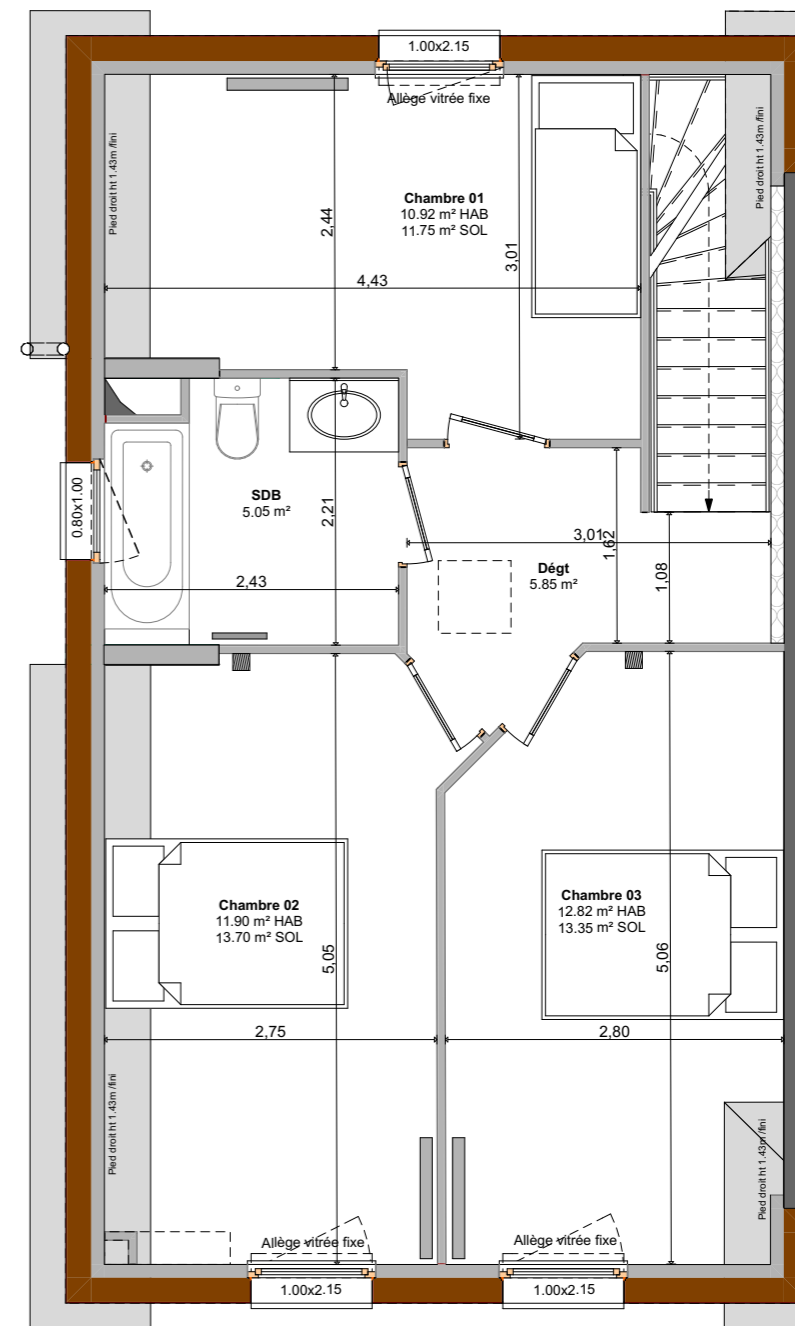 1.00x2.15
Allège vitrée fixe
Pied droit ht 1.43m /fini
Pied droit ht 1.43m /fini
Chambre 01
10.92 m² HAB
11.75 m² SOL
2,44
3,01
4,43
0.80x1.00
SDB
5.05 m²
2,21
2,43
3,01
1,62
1,08
Dégt
5.85 m²
Chambre 02
11.90 m² HAB
13.70 m² SOL
5,05
2,75
Chambre 03
12.82 m² HAB
13.35 m² SOL
5,06
2,80
Pied droit ht 1.43m /fini
Pied droit ht 1.43m /fini
Allège vitrée fixe
Allège vitrée fixe
1.00x2.15
1.00x2.15